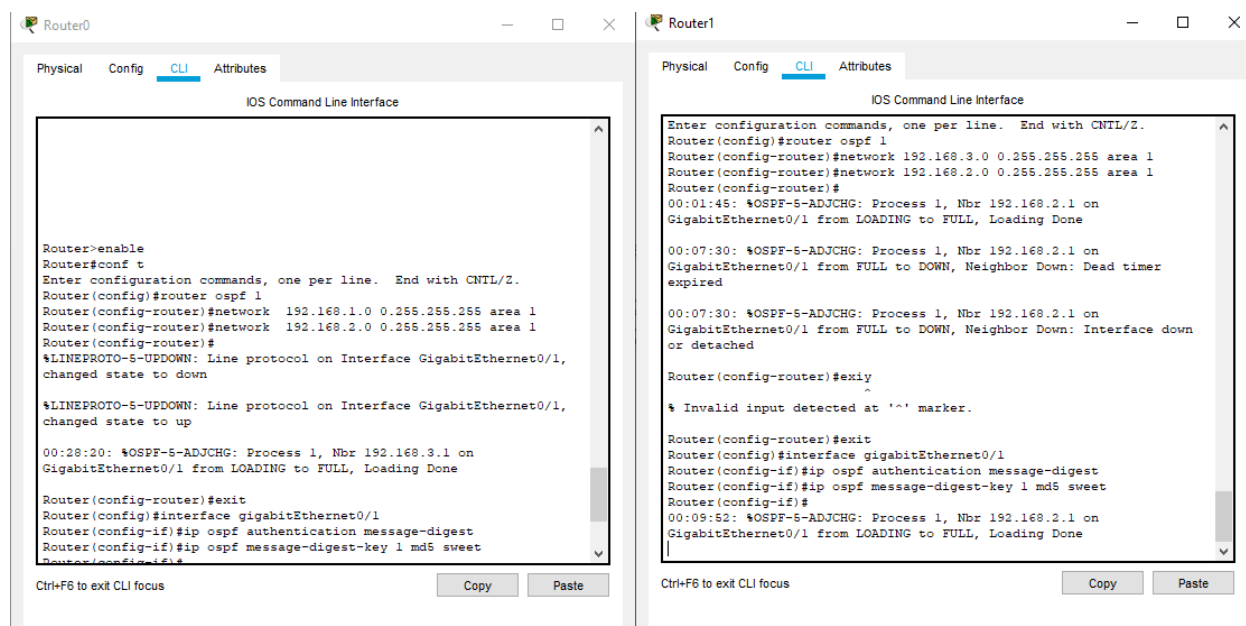 Router0
Physical Config CLI Attributes
IOS Command Line Interface
Router>enable
Router#conf t
Enter configuration commands, one per line.  End with CNTL/Z.
Router(config)#router ospf 1
Router(config-router)#network  192.168.1.0 0.255.255.255 area 1
Router(config-router)#network  192.168.2.0 0.255.255.255 area 1
Router(config-router)#
%LINEPROTO-5-UPDOWN: Line protocol on Interface GigabitEthernet0/1,
changed state to down
%LINEPROTO-5-UPDOWN: Line protocol on Interface GigabitEthernet0/1,
changed state to up
00:28:20: %OSPF-5-ADJCHG: Process 1, Nbr 192.168.3.1 on
GigabitEthernet0/1 from LOADING to FULL, Loading Done
Router(config-router)#exit
Router(config)#interface gigabitEthernet0/1
Router(config-if)#ip ospf authentication message-digest
Router(config-if)#ip ospf message-digest-key 1 md5 sweet
Router(config-if)#
Ctrl+F6 to exit CLI focus
Copy
Paste
Router1
Physical Config CLI Attributes
IOS Command Line Interface
Enter configuration commands, one per line.  End with CNTL/Z.
Router(config)#router ospf 1
Router(config-router)#network 192.168.3.0 0.255.255.255 area 1
Router(config-router)#network 192.168.2.0 0.255.255.255 area 1
Router(config-router)#
00:01:45: %OSPF-5-ADJCHG: Process 1, Nbr 192.168.2.1 on
GigabitEthernet0/1 from LOADING to FULL, Loading Done
00:07:30: %OSPF-5-ADJCHG: Process 1, Nbr 192.168.2.1 on
GigabitEthernet0/1 from FULL to DOWN, Neighbor Down: Dead timer
expired
00:07:30: %OSPF-5-ADJCHG: Process 1, Nbr 192.168.2.1 on
GigabitEthernet0/1 from FULL to DOWN, Neighbor Down: Interface down
or detached
Router(config-router)#exiy
^
% Invalid input detected at '^' marker.
Router(config-router)#exit
Router(config)#interface gigabitEthernet0/1
Router(config-if)#ip ospf authentication message-digest
Router(config-if)#ip ospf message-digest-key 1 md5 sweet
Router(config-if)#
00:09:52: %OSPF-5-ADJCHG: Process 1, Nbr 192.168.2.1 on
GigabitEthernet0/1 from LOADING to FULL, Loading Done
Ctrl+F6 to exit CLI focus
Copy
Paste